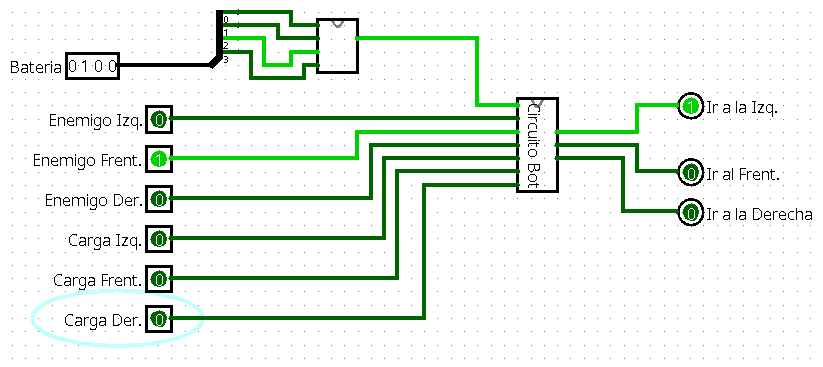 0
1
2
3
Bateria 0 1 0 0
Enemigo Izq. 0
Enemigo Frent. 1
Enemigo Der. 0
Carga Izq. 0
Carga Frent. 0
Carga Der. 0
Circuito Bot
1 Ir a la Izq.
0 Ir al Frent.
0 Ir a la Derecha